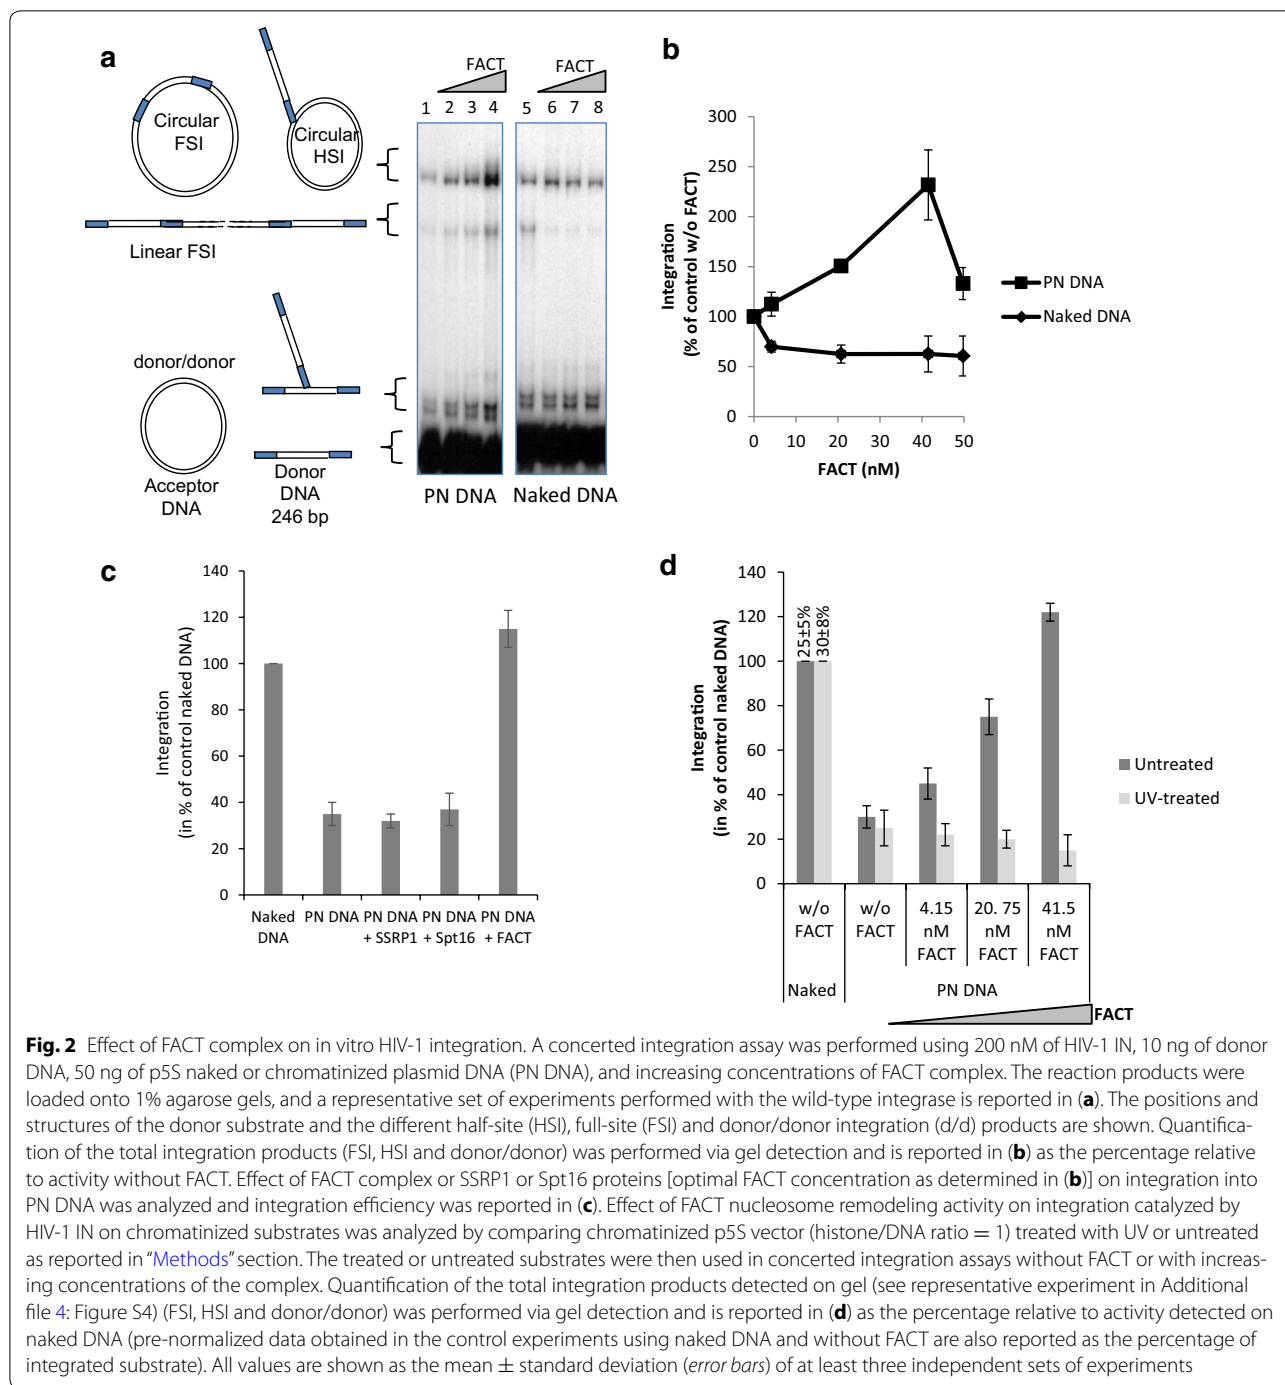 a
FACT
FACT
1 2 3 4 5 6 7 8
Circular
FSI
Circular
HSI
Linear FSI
donor/donor
Acceptor
DNA
Donor
DNA
246 bp
PN DNA
Naked DNA
b
Integration
(% of control w/o FACT)
300
250
200
150
100
50
0
0 10 20 30 40 50
FACT (nM)
PN DNA
Naked DNA
c
Integration
(in % of control naked DNA)
140
120
100
80
60
40
20
0
Naked
DNA
PN DNA
PN DNA
+ SSRP1
PN DNA
+ Spt16
PN DNA
+ FACT
d
Integration
(in % of control naked DNA)
140
120
100
80
60
40
20
0
25±5%
30±8%
Untreated
UV-treated
w/o
FACT
w/o
FACT
4.15
nM
FACT
20. 75
nM
FACT
41.5
nM
FACT
Naked
PN DNA
FACT
Fig. 2 Effect of FACT complex on in vitro HIV-1 integration. A concerted integration assay was performed using 200 nM of HIV-1 IN, 10 ng of donor
DNA, 50 ng of p5S naked or chromatinized plasmid DNA (PN DNA), and increasing concentrations of FACT complex. The reaction products were
loaded onto 1% agarose gels, and a representative set of experiments performed with the wild-type integrase is reported in (a). The positions and
structures of the donor substrate and the different half-site (HSI), full-site (FSI) and donor/donor integration (d/d) products are shown. Quantifica-
tion of the total integration products (FSI, HSI and donor/donor) was performed via gel detection and is reported in (b) as the percentage relative
to activity without FACT. Effect of FACT complex or SSRP1 or Spt16 proteins [optimal FACT concentration as determined in (b)] on integration into
PN DNA was analyzed and integration efficiency was reported in (c). Effect of FACT nucleosome remodeling activity on integration catalyzed by
HIV-1 IN on chromatinized substrates was analyzed by comparing chromatinized p5S vector (histone/DNA ratio = 1) treated with UV or untreated
as reported in "Methods" section. The treated or untreated substrates were then used in concerted integration assays without FACT or with increas-
ing concentrations of the complex. Quantification of the total integration products detected on gel (see representative experiment in Additional
file 4: Figure S4) (FSI, HSI and donor/donor) was performed via gel detection and is reported in (d) as the percentage relative to activity detected on
naked DNA (pre-normalized data obtained in the control experiments using naked DNA and without FACT are also reported as the percentage of
integrated substrate). All values are shown as the mean ± standard deviation (error bars) of at least three independent sets of experiments